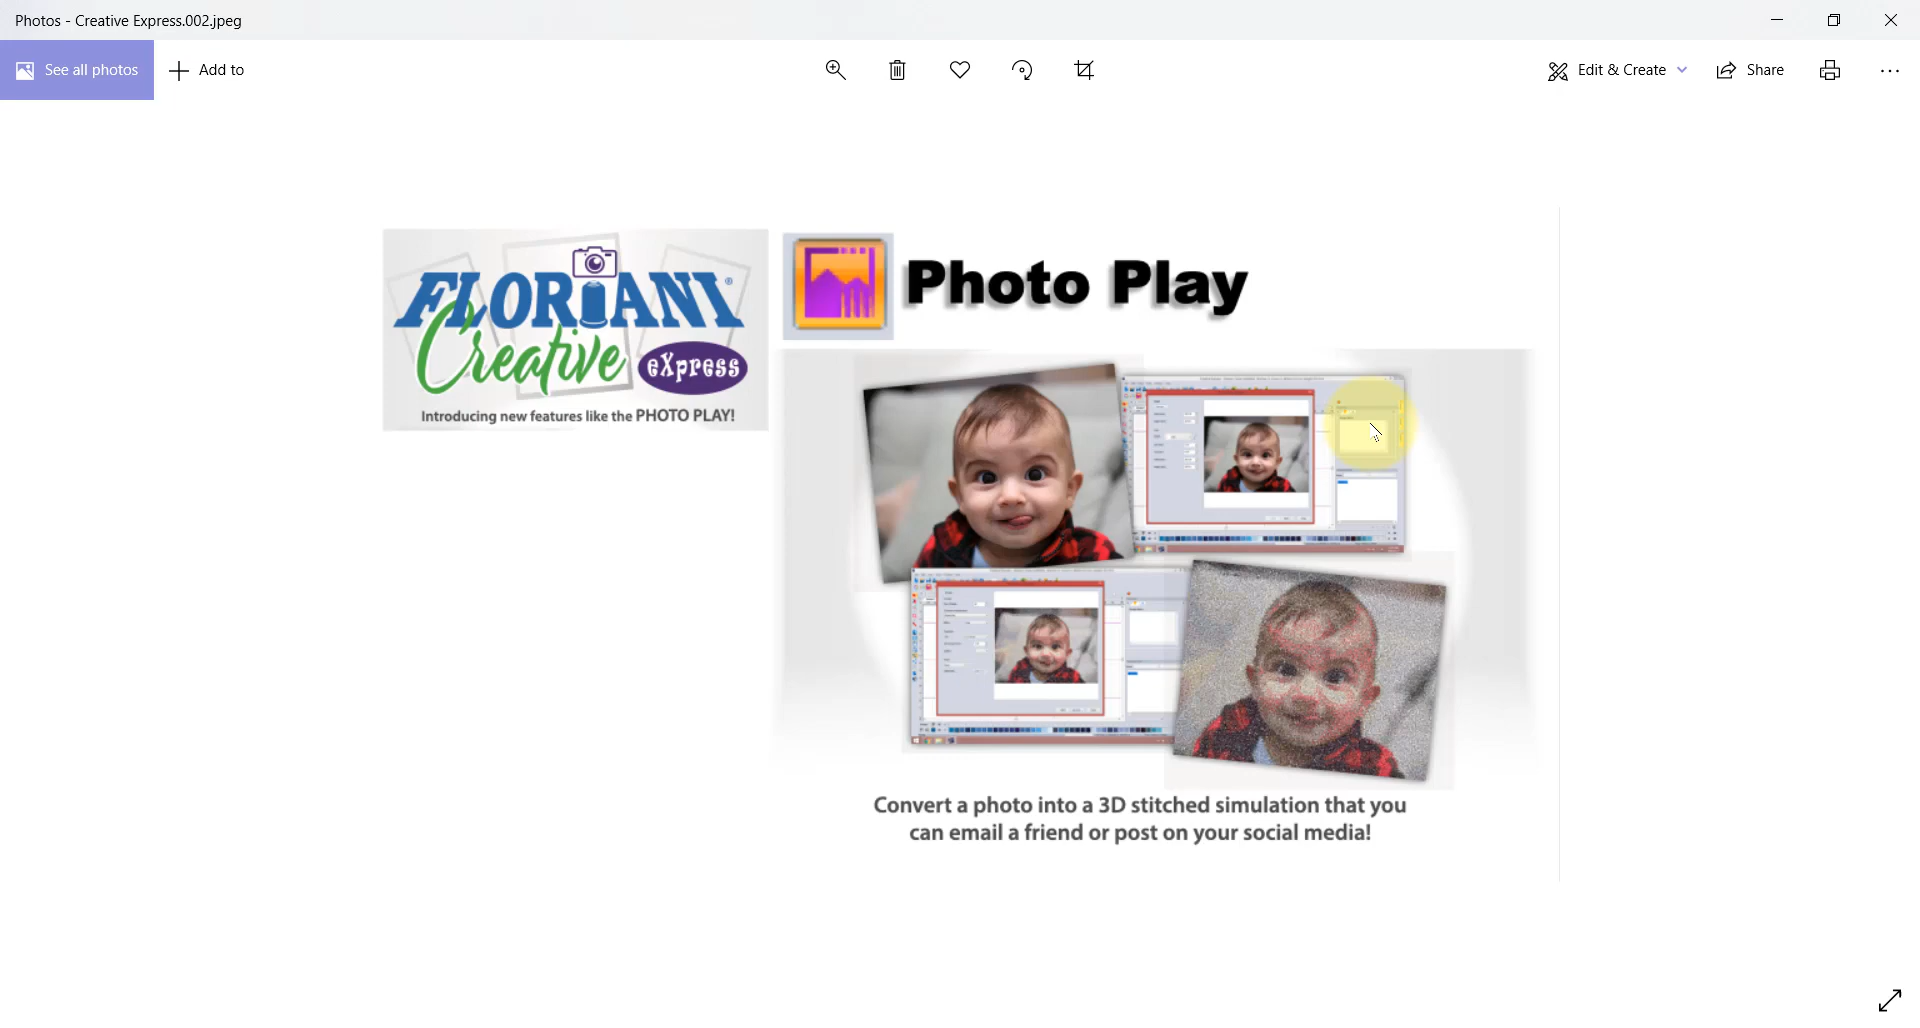 Photos - Creative Express.002.jpeg
See all photos
Add to
Edit & Create
Share
FLORIANI®
Creative
eXpress
Introducing new features like the PHOTO PLAY!
Photo Play
Convert a photo into a 3D stitched simulation that you
can email a friend or post on your social media!